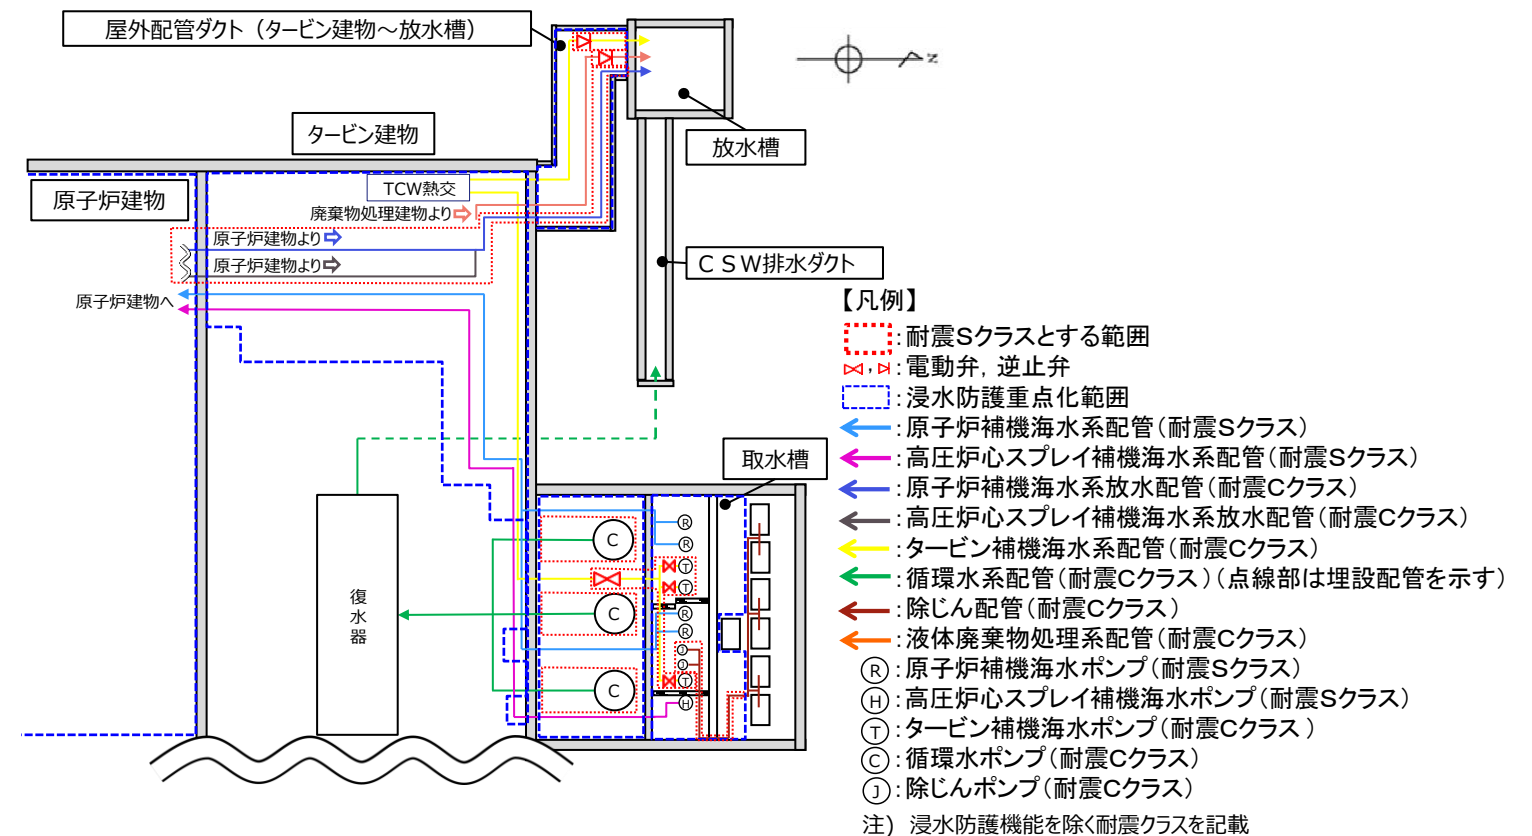 屋外配管ダクト（タービン建物～放水槽）
N
放水槽
タービン建物
原子炉建物
TCW熱交
廃棄物処理建物より
原子炉建物より
原子炉建物より
原子炉建物へ
ＣＳＷ排水ダクト
取水槽
復水器
C
C
C
R
R
T
T
R
R
J
J
T
H
【凡例】
：耐震Sクラスとする範囲
，：電動弁，逆止弁
：浸水防護重点化範囲
：原子炉補機海水系配管（耐震Sクラス）
：高圧炉心スプレイ補機海水系配管（耐震Sクラス）
：原子炉補機海水系放水配管（耐震Cクラス）
：高圧炉心スプレイ補機海水系放水配管（耐震Cクラス）
：タービン補機海水系配管（耐震Cクラス）
：循環水系配管（耐震Cクラス）（点線部は埋設配管を示す）
：除じん配管（耐震Cクラス）
：液体廃棄物処理系配管（耐震Cクラス）
R：原子炉補機海水ポンプ（耐震Sクラス）
H：高圧炉心スプレイ補機海水ポンプ（耐震Sクラス）
T：タービン補機海水ポンプ（耐震Cクラス）
C：循環水ポンプ（耐震Cクラス）
J：除じんポンプ（耐震Cクラス）
注） 浸水防護機能を除く耐震クラスを記載